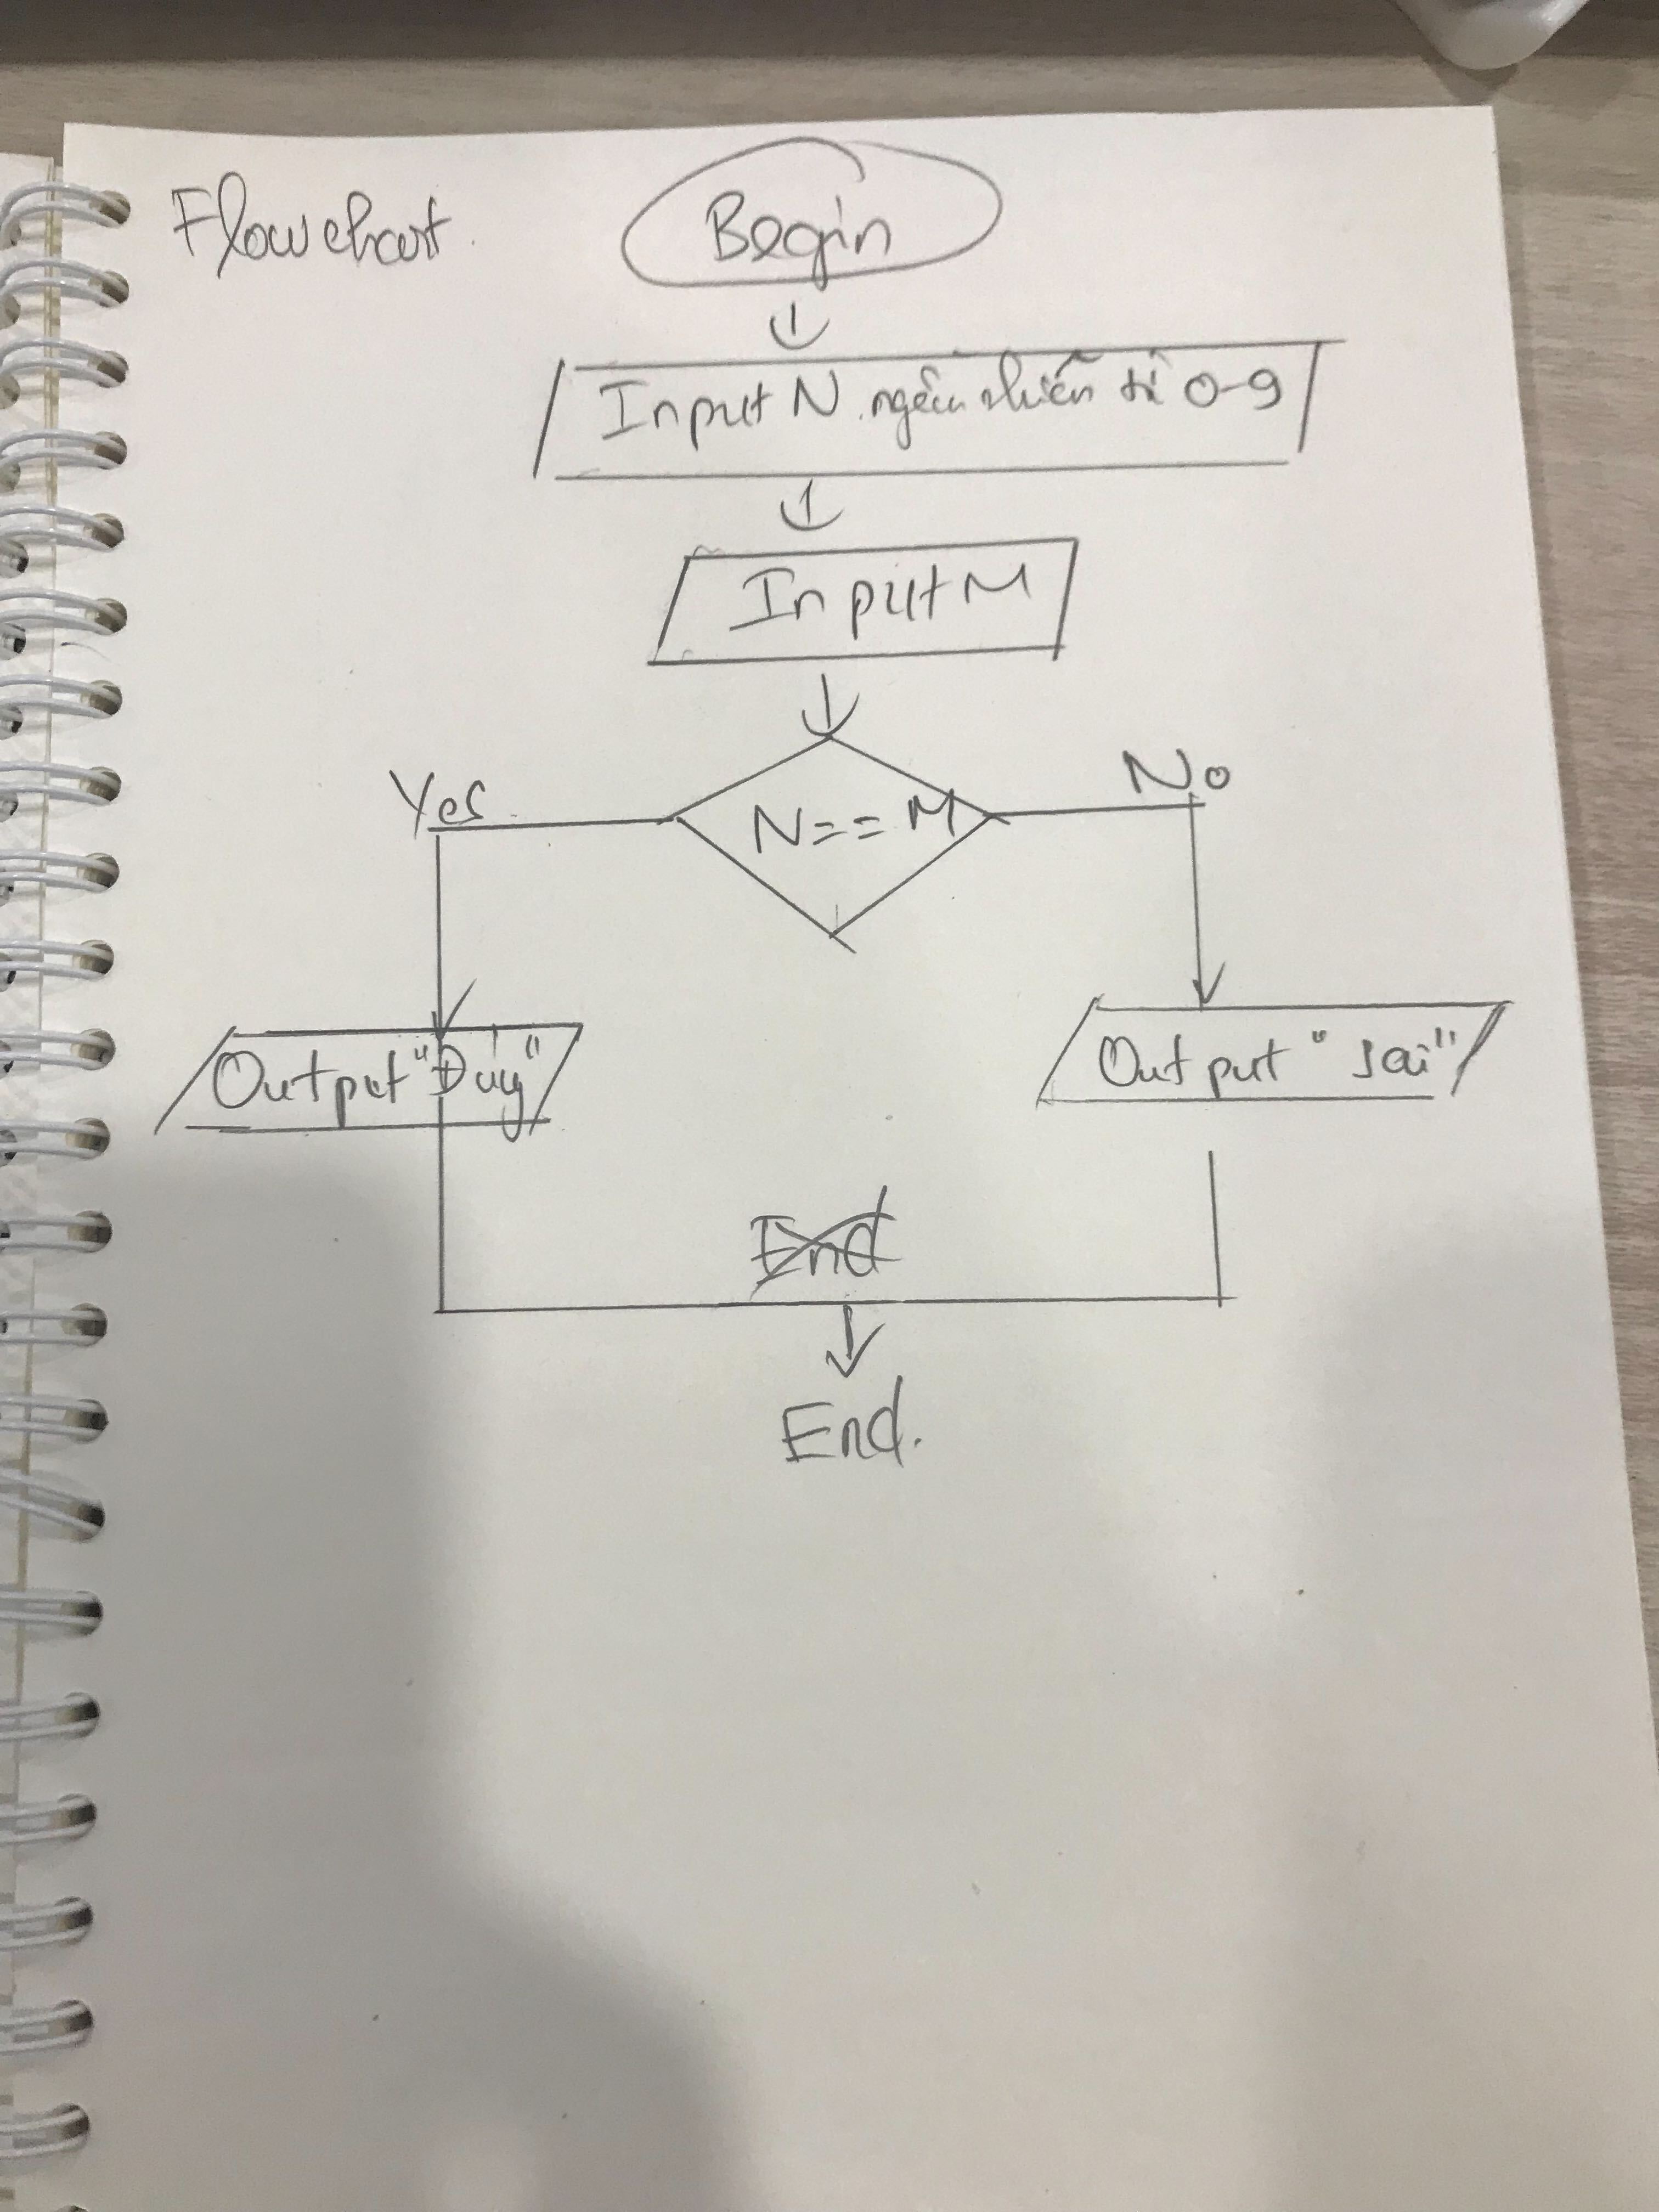 Flowchart.
Begin
Input N ngẫu nhiên từ 0-9
Input M
Yes
N== M
No
Output "Đúng"
Output "sai"
End
End.